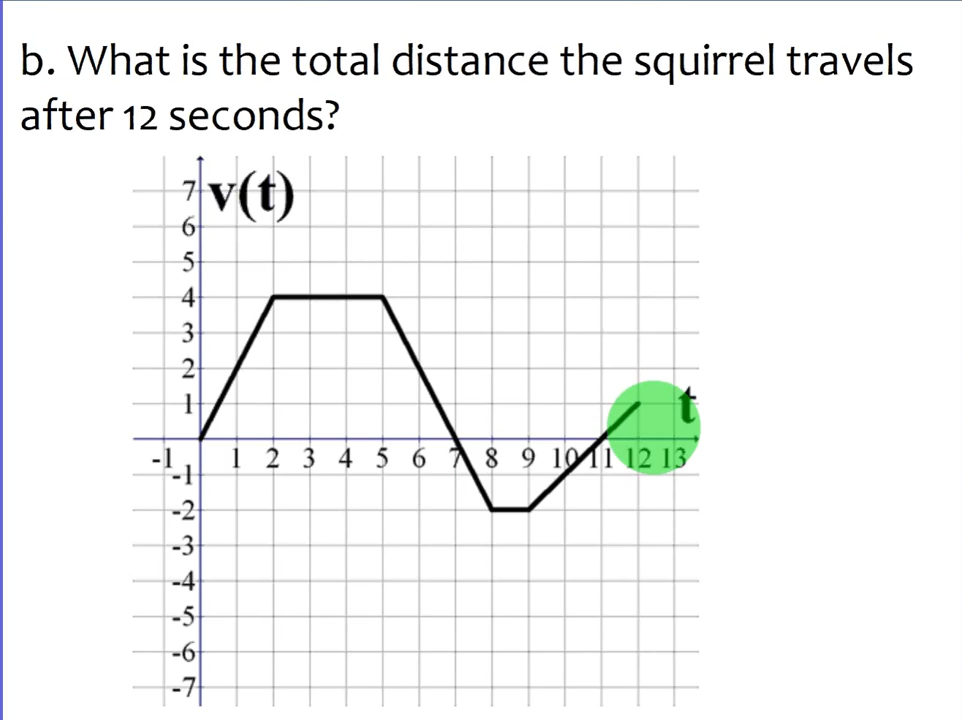 b. What is the total distance the squirrel travels
after 12 seconds?
7 v(t)
6
5
4
3
2
1 t
-1 1 2 3 4 5 6 7 8 9 10 11 12 13
-1
-2
-3
-4
-5
-6
-7